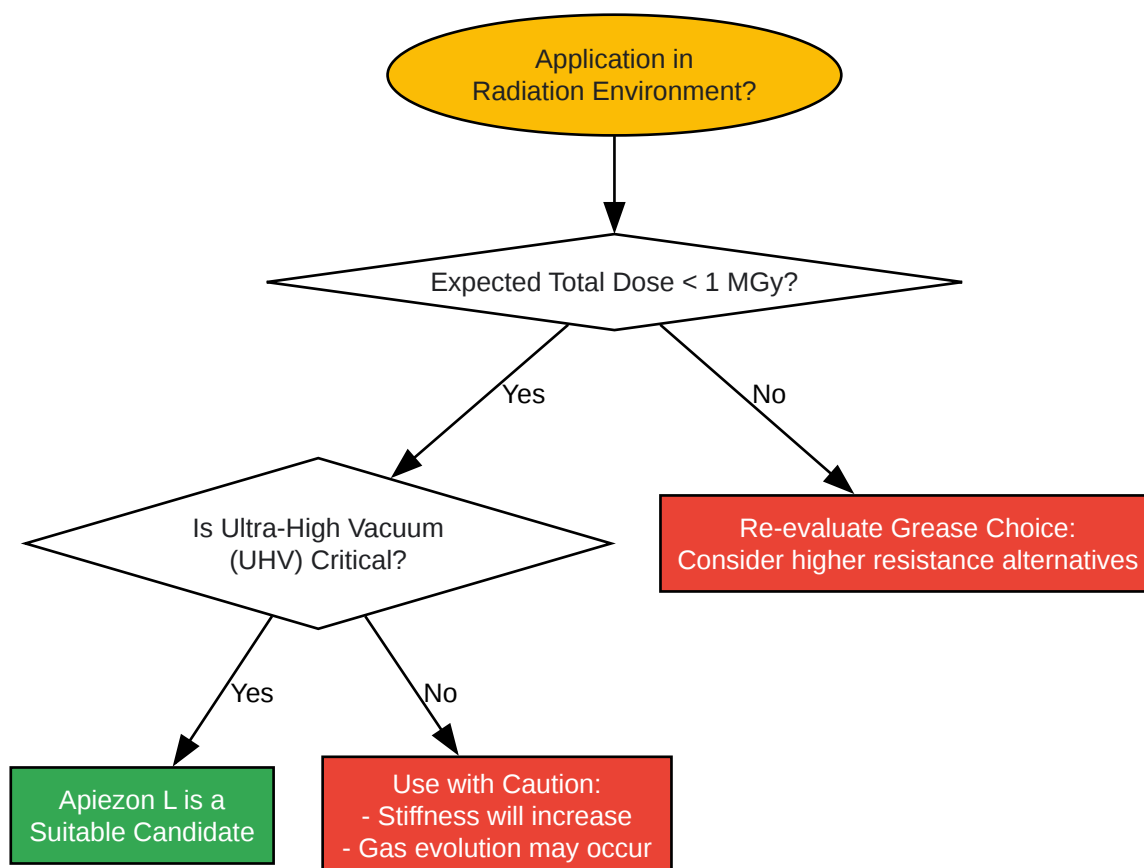 Application in
Radiation Environment?
Expected Total Dose < 1 MGy?
Yes
No
Is Ultra-High Vacuum
(UHV) Critical?
Re-evaluate Grease Choice:
Consider higher resistance alternatives
Yes
No
Apiezon L is a
Suitable Candidate
Use with Caution:
- Stiffness will increase
- Gas evolution may occur